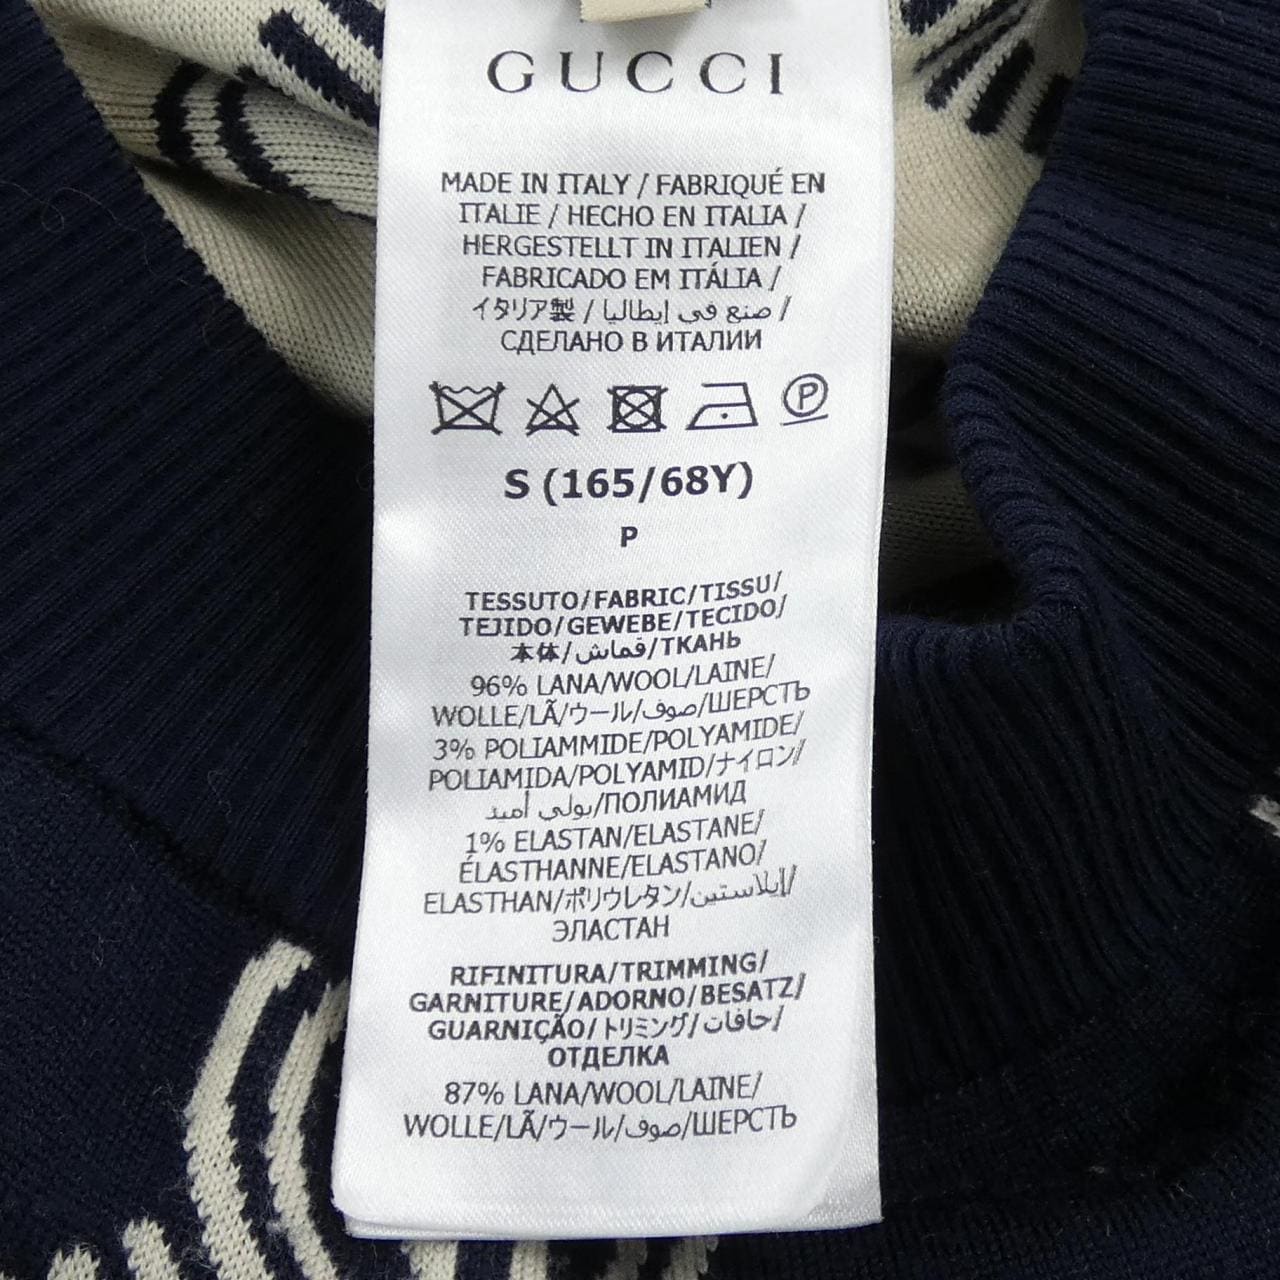 GUCCI
MADE IN ITALY / FABRIQUÉ EN
ITALIE / HECHO EN ITALIA /
HERGESTELLT IN ITALIEN /
FABRICADO EM ITÁLIA /
イタリア製 / صنع في إيطاليا /
СДЕЛАНО В ИТАЛИИ
P
S (165/68Y)
P
TESSUTO/FABRIC/TISSU/
TEJIDO/GEWEBE/TECIDO/
本体/قماش/ТКАНЬ
96% LANA/WOOL/LAINE/
WOLLE/LÃ/ウール/صوف/ШЕРСТЬ
3% POLIAMMIDE/POLYAMIDE/
POLIAMIDA/POLYAMID/ナイロン/
بولي أميد/ПОЛИАМИД
1% ELASTAN/ELASTANE/
ÉLASTHANNE/ELASTANO/
ELASTHAN/ポリウレタン/إيلاستين/
ЭЛАСТАН
RIFINITURA/TRIMMING/
GARNITURE/ADORNO/BESATZ/
GUARNIÇÃO/トリミング/حافات/
ОТДЕЛКА
87% LANA/WOOL/LAINE/
WOLLE/LÃ/ウール/صوف/ШЕРСТЬ